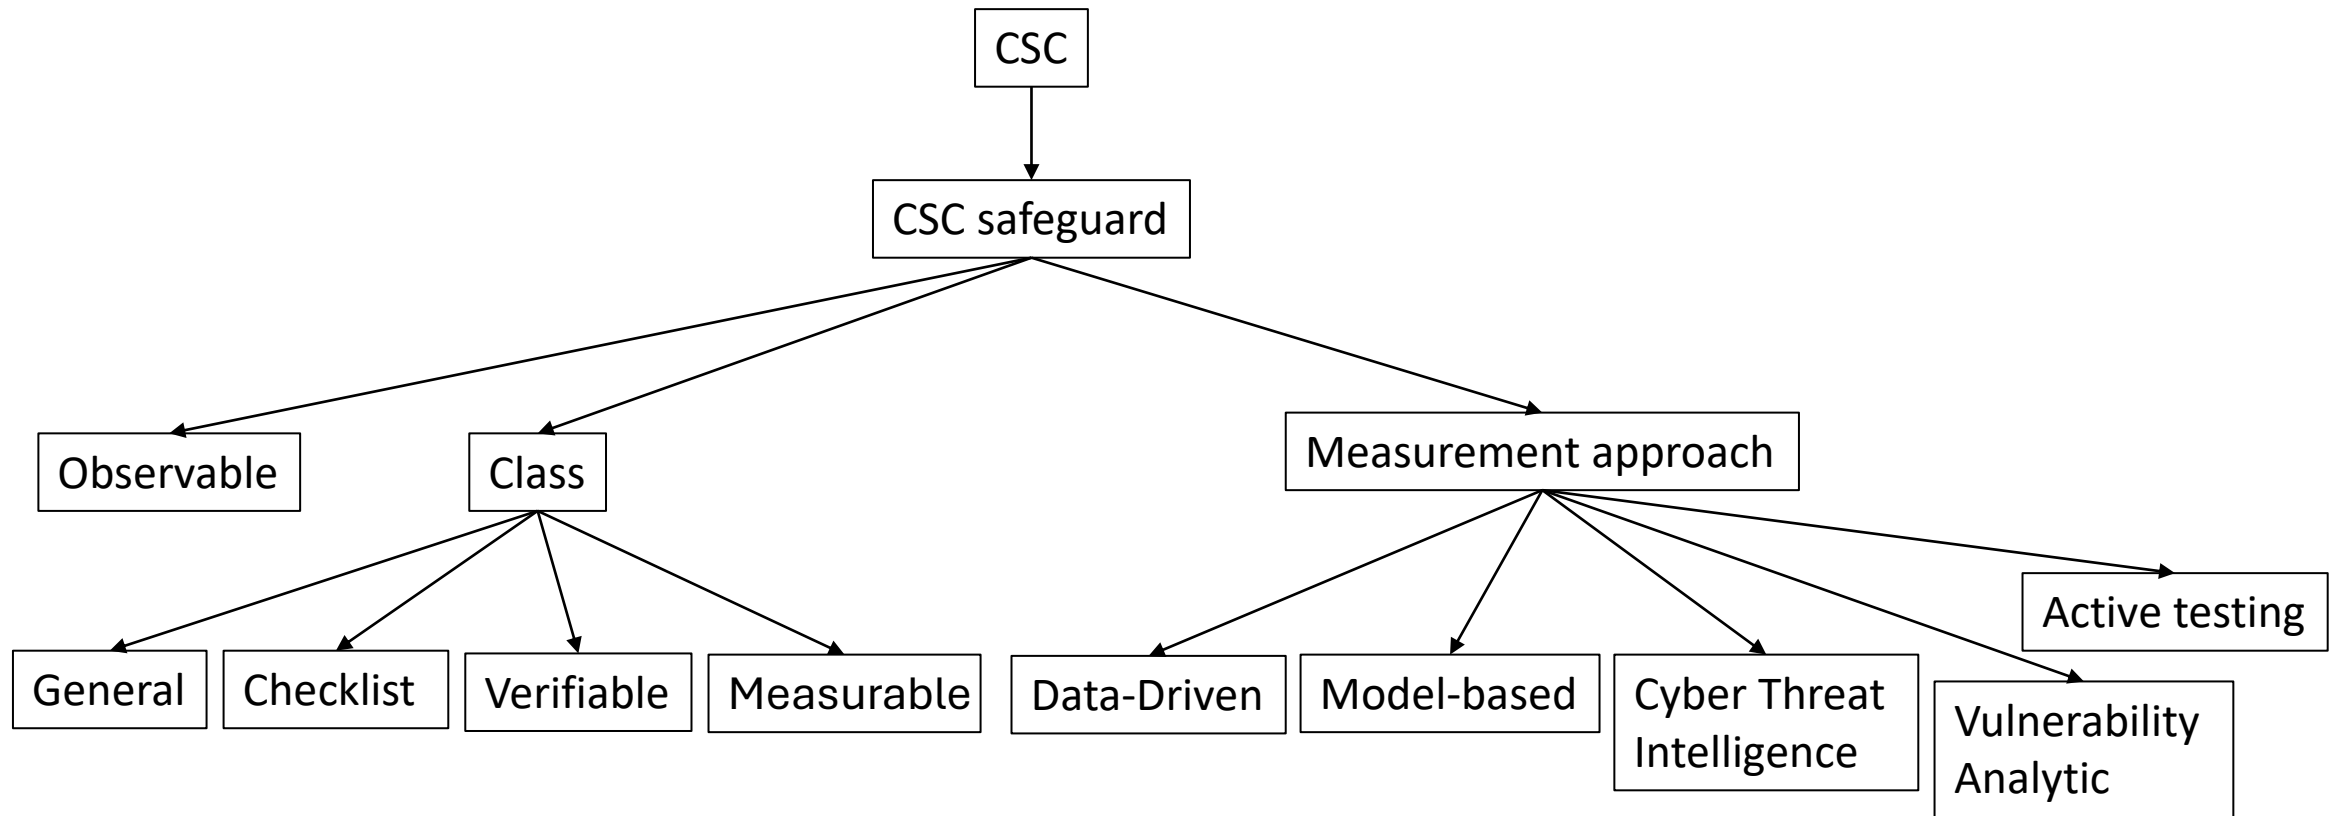 CSC
CSC safeguard
Observable
Class
Measurement approach
General
Checklist
Verifiable
Measurable
Data-Driven
Model-based
Cyber Threat
Intelligence
Vulnerability
Analytic
Active testing